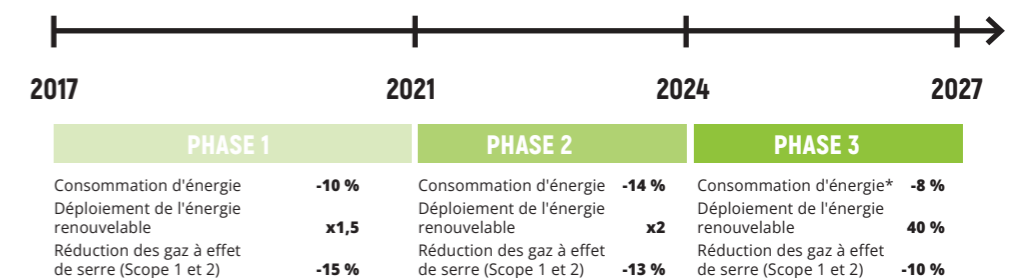 2017
2021
2024
2027
PHASE 1
Consommation d'énergie -10 %
Déploiement de l'énergie
renouvelable x1,5
Réduction des gaz à effet
de serre (Scope 1 et 2) -15 %
PHASE 2
Consommation d'énergie -14 %
Déploiement de l'énergie
renouvelable x2
Réduction des gaz à effet
de serre (Scope 1 et 2) -13 %
PHASE 3
Consommation d'énergie* -8 %
Déploiement de l'énergie
renouvelable 40 %
Réduction des gaz à effet
de serre (Scope 1 et 2) -10 %